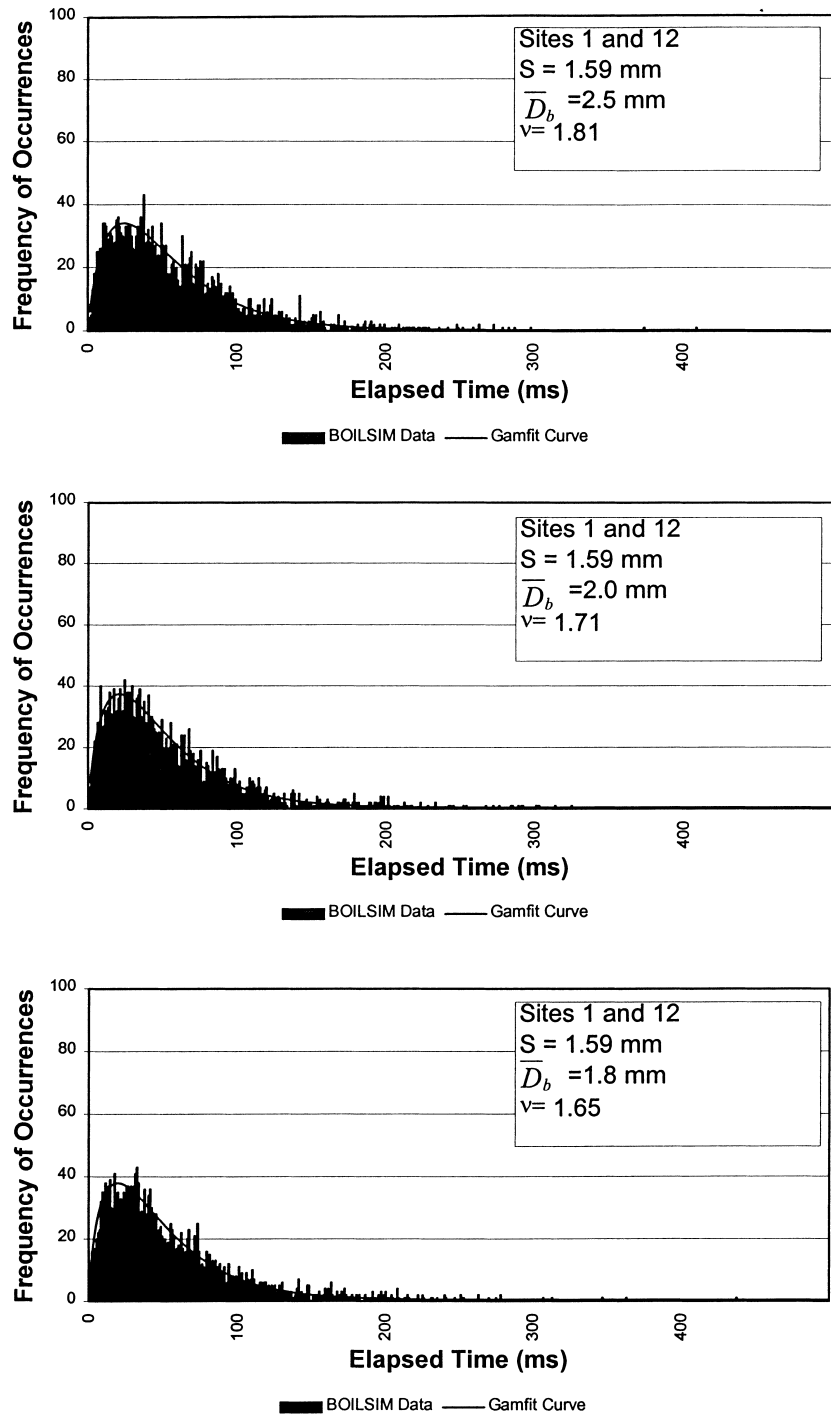 Frequency of Occurrences
100
80
60
40
20
0
Sites 1 and 12
S = 1.59 mm
D̅b =2.5 mm
ν= 1.81
0
100
200
300
400
Elapsed Time (ms)
BOILSIM Data
Gamfit Curve
Frequency of Occurrences
100
80
60
40
20
0
Sites 1 and 12
S = 1.59 mm
D̅b =2.0 mm
ν= 1.71
0
100
200
300
400
Elapsed Time (ms)
BOILSIM Data
Gamfit Curve
Frequency of Occurrences
100
80
60
40
20
0
Sites 1 and 12
S = 1.59 mm
D̅b =1.8 mm
ν= 1.65
0
100
200
300
400
Elapsed Time (ms)
BOILSIM Data
Gamfit Curve